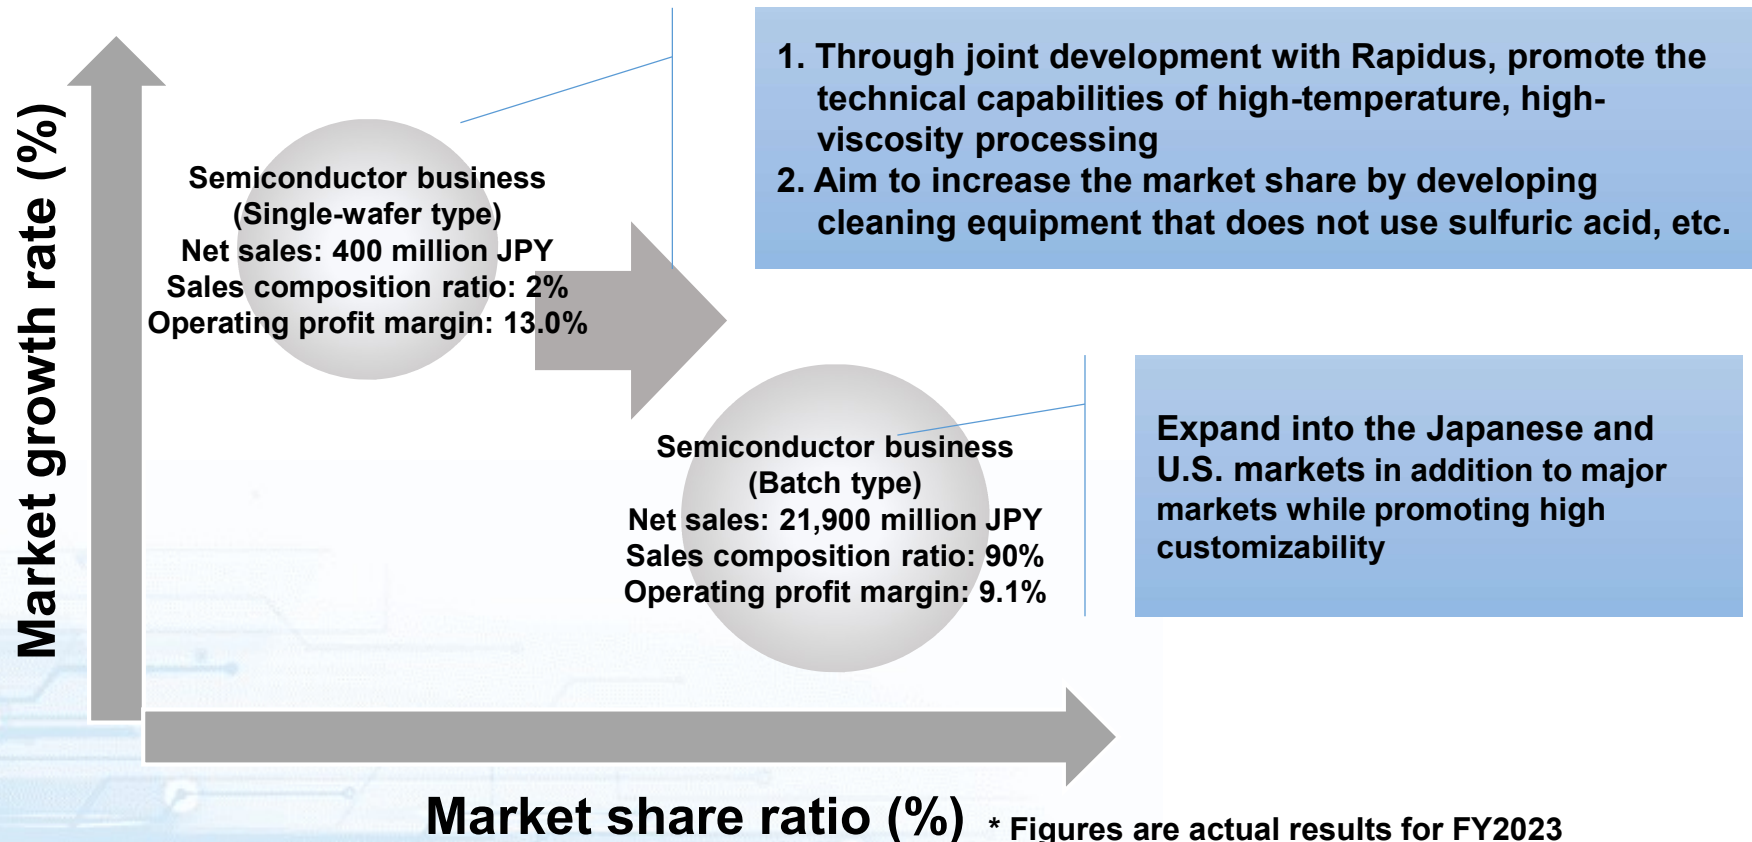 Market growth rate (%)
Semiconductor business
(Single-wafer type)
Net sales: 400 million JPY
Sales composition ratio: 2%
Operating profit margin: 13.0%
1. Through joint development with Rapidus, promote the
technical capabilities of high-temperature, high-
viscosity processing
2. Aim to increase the market share by developing
cleaning equipment that does not use sulfuric acid, etc.
Semiconductor business
(Batch type)
Net sales: 21,900 million JPY
Sales composition ratio: 90%
Operating profit margin: 9.1%
Expand into the Japanese and
U.S. markets in addition to major
markets while promoting high
customizability
Market share ratio (%)
* Figures are actual results for FY2023